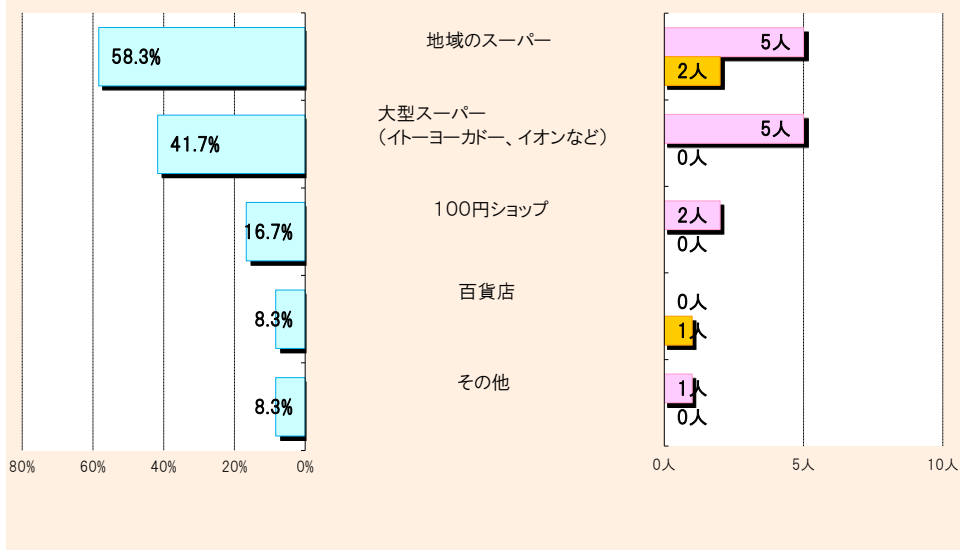 地域のスーパー
58.3%
5人
2人
大型スーパー
（イトーヨーカドー、イオンなど）
41.7%
5人
0人
100円ショップ
16.7%
2人
0人
百貨店
8.3%
0人
1人
その他
8.3%
1人
0人
80% 60% 40% 20% 0%
0人 5人 10人